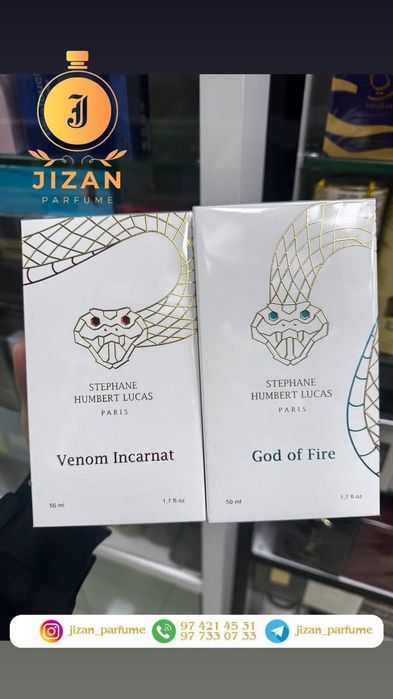 J
JIZAN
PARFUME
STEPHANE
HUMBERT LUCAS
PARIS
Venom Incarnat
50 ml
1,7 fl.oz
STEPHANE
HUMBERT LUCAS
PARIS
God of Fire
50 ml
1,7 fl.oz
jizan_parfume
97 421 45 31
97 733 07 33
jizan_parfume